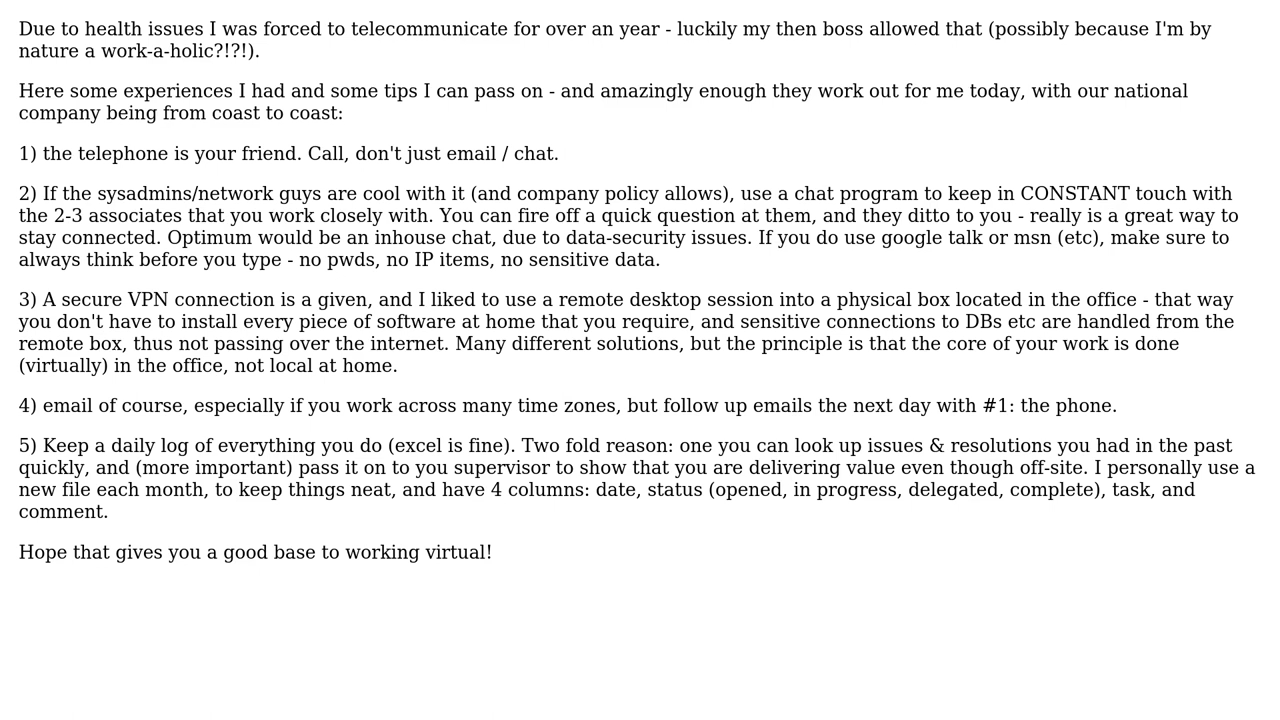 Due to health issues I was forced to telecommunicate for over an year - luckily my then boss allowed that (possibly because I'm by
nature a work-a-holic?!?!).
Here some experiences I had and some tips I can pass on - and amazingly enough they work out for me today, with our national
company being from coast to coast:
1) the telephone is your friend. Call, don't just email / chat.
2) If the sysadmins/network guys are cool with it (and company policy allows), use a chat program to keep in CONSTANT touch with
the 2-3 associates that you work closely with. You can fire off a quick question at them, and they ditto to you - really is a great way to
stay connected. Optimum would be an inhouse chat, due to data-security issues. If you do use google talk or msn (etc), make sure to
always think before you type - no pwds, no IP items, no sensitive data.
3) A secure VPN connection is a given, and I liked to use a remote desktop session into a physical box located in the office - that way
you don't have to install every piece of software at home that you require, and sensitive connections to DBs etc are handled from the
remote box, thus not passing over the internet. Many different solutions, but the principle is that the core of your work is done
(virtually) in the office, not local at home.
4) email of course, especially if you work across many time zones, but follow up emails the next day with #1: the phone.
5) Keep a daily log of everything you do (excel is fine). Two fold reason: one you can look up issues & resolutions you had in the past
quickly, and (more important) pass it on to you supervisor to show that you are delivering value even though off-site. I personally use a
new file each month, to keep things neat, and have 4 columns: date, status (opened, in progress, delegated, complete), task, and
comment.
Hope that gives you a good base to working virtual!